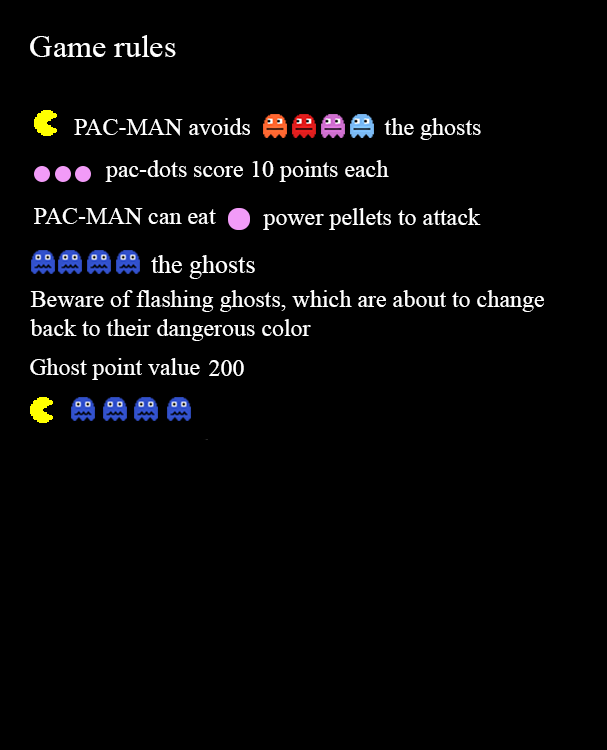 Game rules
PAC-MAN avoids the ghosts
pac-dots score 10 points each
PAC-MAN can eat power pellets to attack
the ghosts
Beware of flashing ghosts, which are about to change
back to their dangerous color
Ghost point value 200